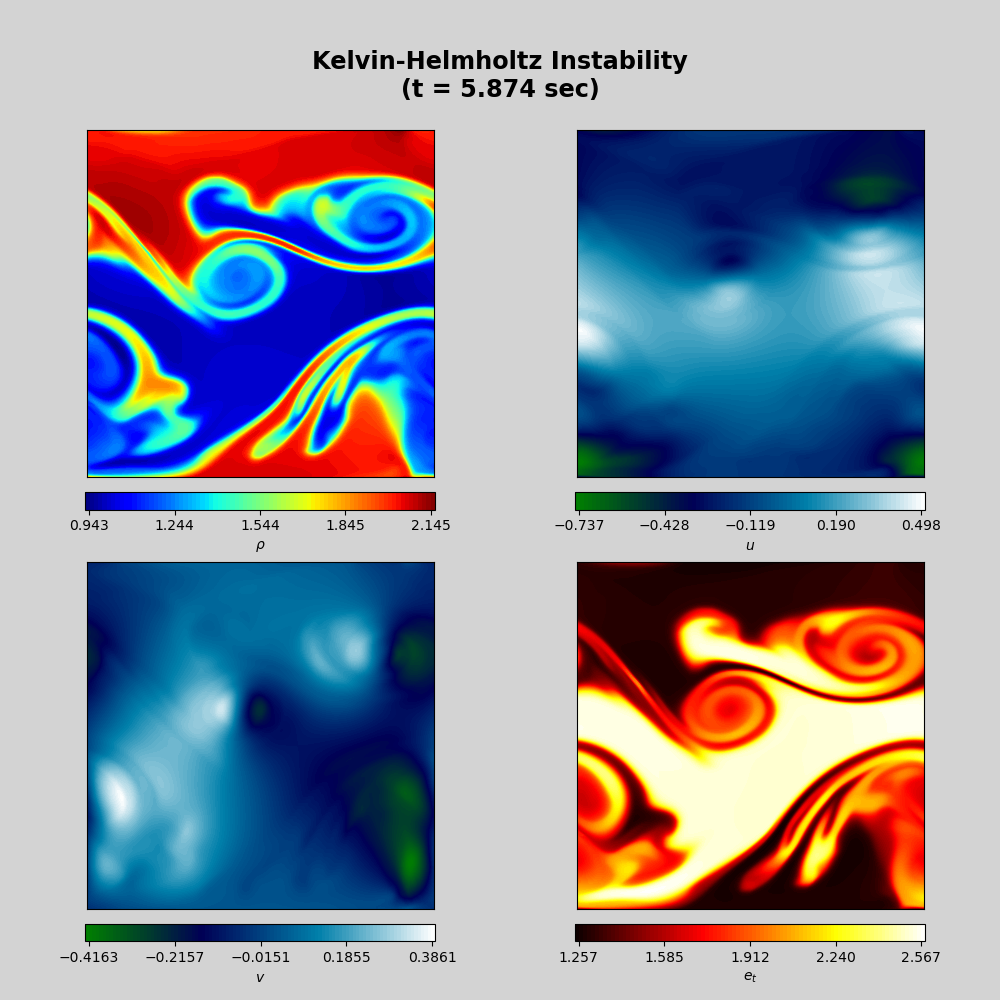 Kelvin-Helmholtz Instability
(t = 5.874 sec)
0.943 1.244 1.544 1.845 2.145
ρ
−0.737 −0.428 −0.119 0.190 0.498
u
−0.4163 −0.2157 −0.0151 0.1855 0.3861
v
1.257 1.585 1.912 2.240 2.567
e_t